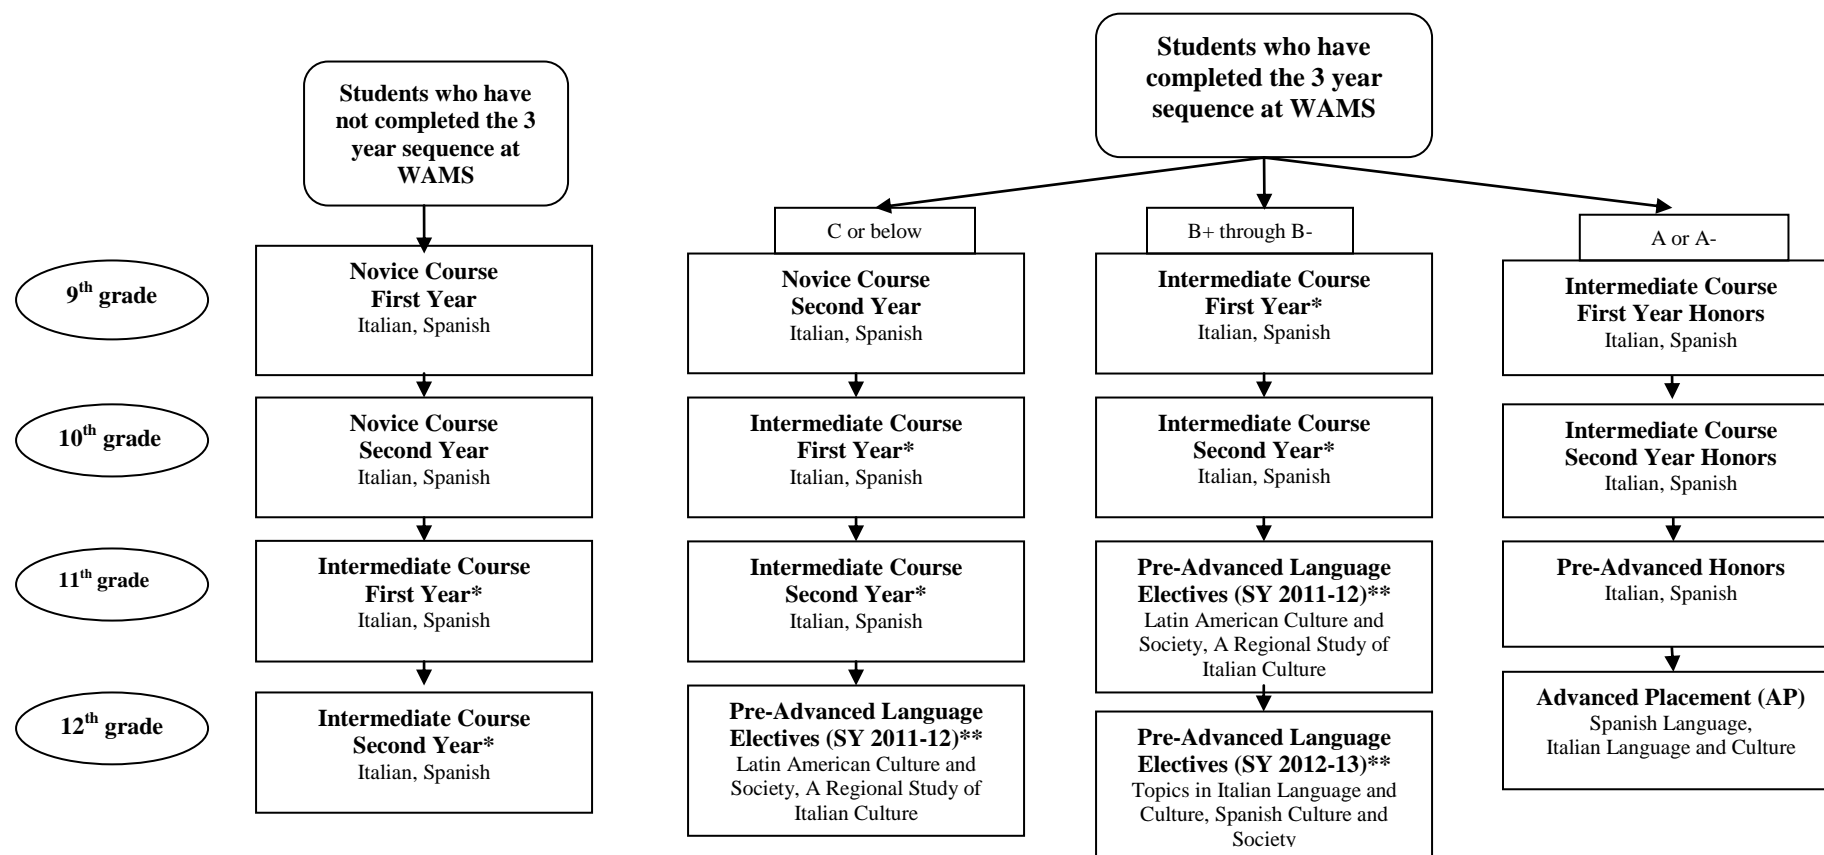 Students who have
not completed the 3
year sequence at
WAMS
Students who have
completed the 3 year
sequence at WAMS
C or below
B+ through B-
A or A-
9th grade
Novice Course
First Year
Italian, Spanish
Novice Course
Second Year
Italian, Spanish
Intermediate Course
First Year*
Italian, Spanish
Intermediate Course
First Year Honors
Italian, Spanish
10th grade
Novice Course
Second Year
Italian, Spanish
Intermediate Course
First Year*
Italian, Spanish
Intermediate Course
Second Year*
Italian, Spanish
Intermediate Course
Second Year Honors
Italian, Spanish
11th grade
Intermediate Course
First Year*
Italian, Spanish
Intermediate Course
Second Year*
Italian, Spanish
Pre-Advanced Language
Electives (SY 2011-12)**
Latin American Culture and
Society, A Regional Study of
Italian Culture
Pre-Advanced Honors
Italian, Spanish
12th grade
Intermediate Course
Second Year*
Italian, Spanish
Pre-Advanced Language
Electives (SY 2011-12)**
Latin American Culture and
Society, A Regional Study of
Italian Culture
Pre-Advanced Language
Electives (SY 2012-13)**
Topics in Italian Language and
Culture, Spanish Culture and
Society
Advanced Placement (AP)
Spanish Language,
Italian Language and Culture